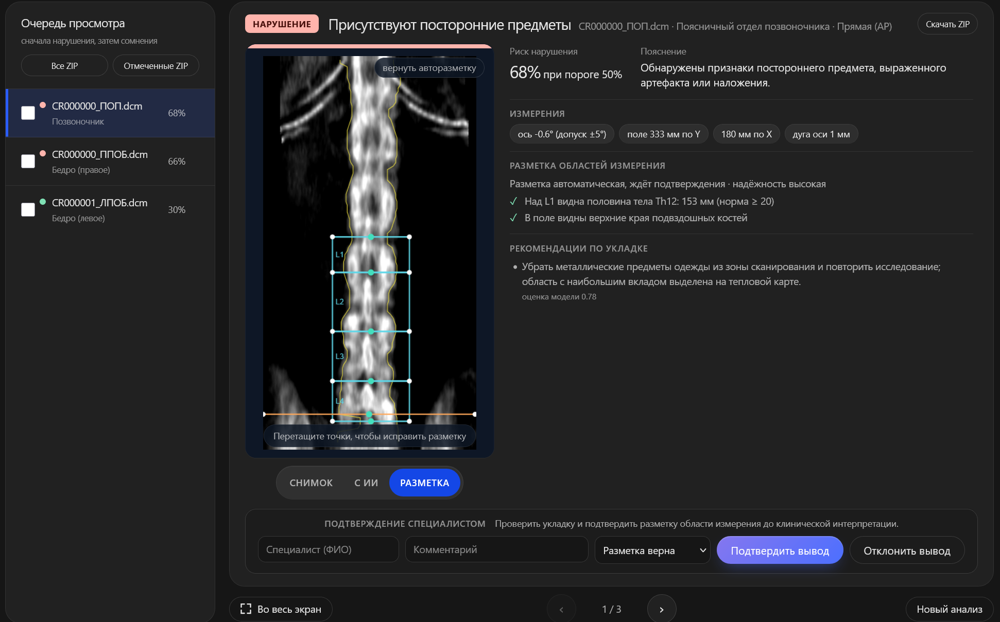 Очередь просмотра
сначала нарушения, затем сомнения
Все ZIP
Отмеченные ZIP
CR000000_ПОП.dcm
Позвоночник
68%
CR000000_ППОБ.dcm
Бедро (правое)
66%
CR000001_ЛПОБ.dcm
Бедро (левое)
30%
НАРУШЕНИЕ
Присутствуют посторонние предметы
CR000000_ПОП.dcm · Поясничный отдел позвоночника · Прямая (AP)
Скачать ZIP
вернуть авторазметку
L1
L2
L3
L4
Перетащите точки, чтобы исправить разметку
СНИМОК
С ИИ
РАЗМЕТКА
Риск нарушения
68% при пороге 50%
Пояснение
Обнаружены признаки постороннего предмета, выраженного
артефакта или наложения.
ИЗМЕРЕНИЯ
ось -0.6° (допуск ±5°)
поле 333 мм по Y
180 мм по X
дуга оси 1 мм
РАЗМЕТКА ОБЛАСТЕЙ ИЗМЕРЕНИЯ
Разметка автоматическая, ждёт подтверждения · надёжность высокая
✓ Над L1 видна половина тела Th12: 153 мм (норма ≥ 20)
✓ В поле видны верхние края подвздошных костей
РЕКОМЕНДАЦИИ ПО УКЛАДКЕ
• Убрать металлические предметы одежды из зоны сканирования и повторить исследование;
область с наибольшим вкладом выделена на тепловой карте.
оценка модели 0.78
ПОДТВЕРЖДЕНИЕ СПЕЦИАЛИСТОМ
Проверить укладку и подтвердить разметку области измерения до клинической интерпретации.
Специалист (ФИО)
Комментарий
Разметка верна
Подтвердить вывод
Отклонить вывод
Во весь экран
‹
1 / 3
›
Новый анализ